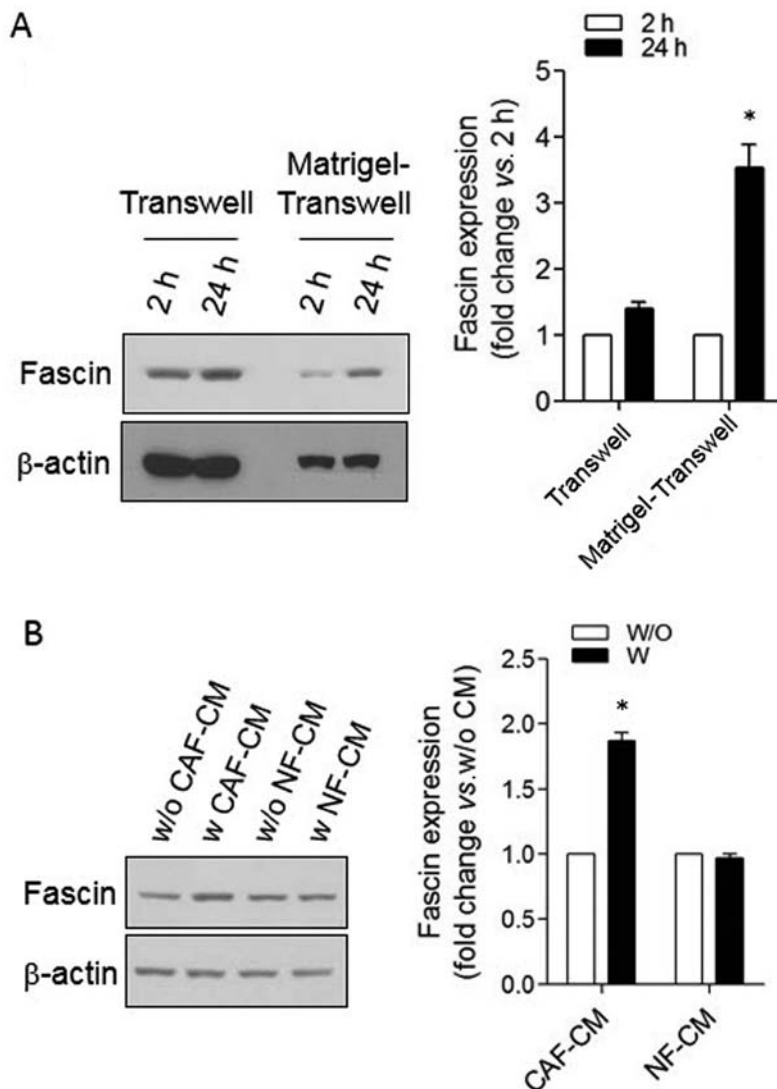 A
Transwell
Matrigel-
Transwell
2 h
24 h
2 h
24 h
Fascin
β-actin
2 h
24 h
Fascin expression
(fold change vs. 2 h)
5
4
3
2
1
0
Transwell
Matrigel-Transwell
*
B
w/o CAF-CM
w CAF-CM
w/o NF-CM
w NF-CM
Fascin
β-actin
W/O
W
Fascin expression
(fold change vs.w/o CM)
2.5
2.0
1.5
1.0
0.5
0.0
*
CAF-CM
NF-CM